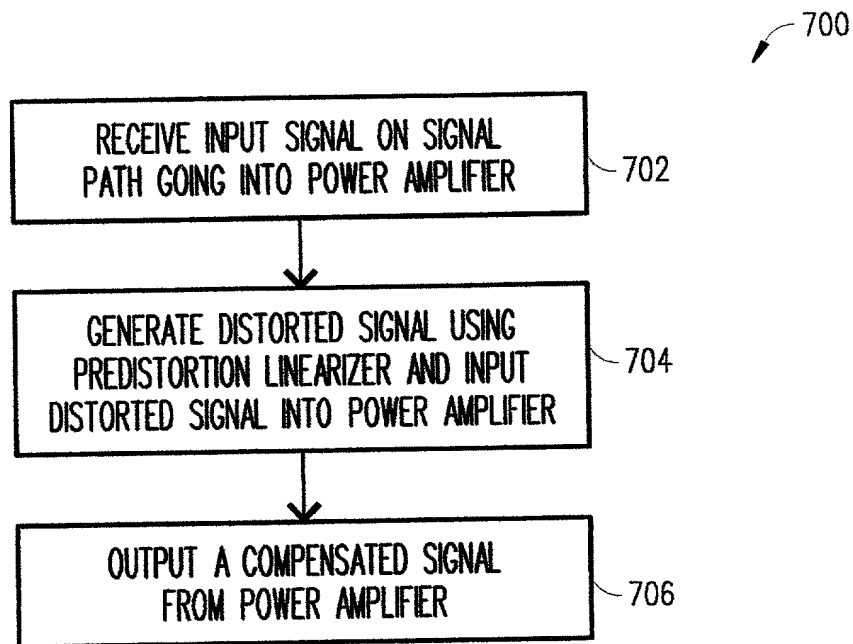 700
RECEIVE INPUT SIGNAL ON SIGNAL
PATH GOING INTO POWER AMPLIFIER
702
GENERATE DISTORTED SIGNAL USING
PREDISTORTION LINEARIZER AND INPUT
DISTORTED SIGNAL INTO POWER AMPLIFIER
704
OUTPUT A COMPENSATED SIGNAL
FROM POWER AMPLIFIER
706